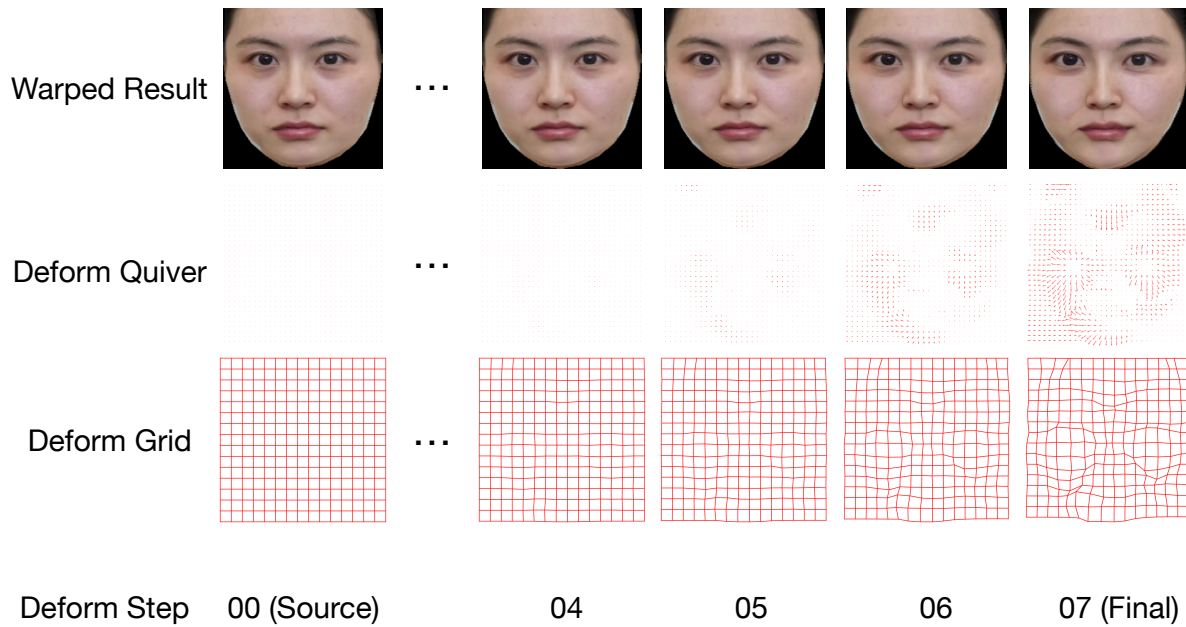 Warped Result
...
Deform Quiver
...
Deform Grid
...
Deform Step 00 (Source) 04 05 06 07 (Final)